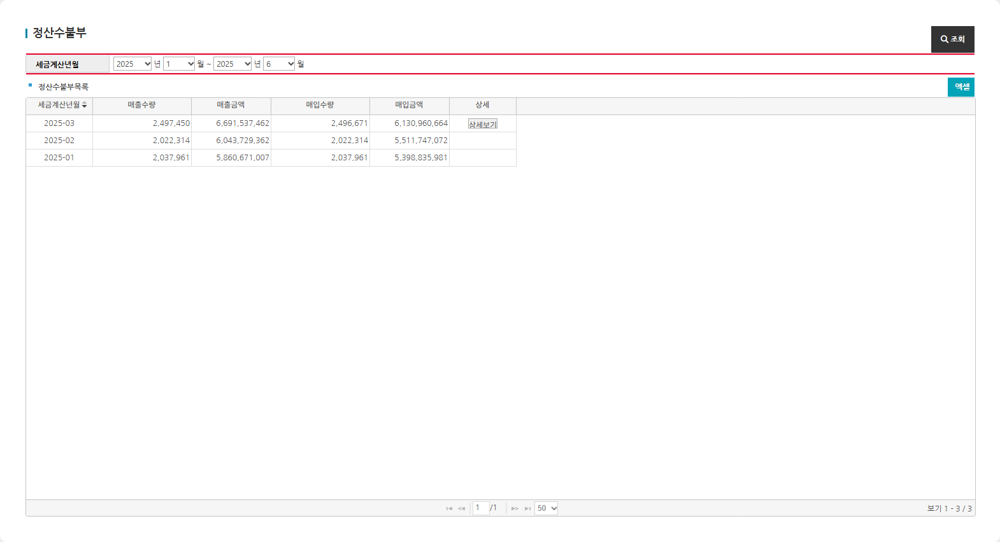 정산수불부
조회
세금계산년월 2025 년 1 월 ~ 2025 년 6 월
정산수불부목록
엑셀
세금계산년월 매출수량 매출금액 매입수량 매입금액 상세
2025-03 2,497,450 6,691,537,462 2,496,671 6,130,960,664 상세보기
2025-02 2,022,314 6,043,729,362 2,022,314 5,511,747,072
2025-01 2,037,961 5,860,671,007 2,037,961 5,398,835,981
1 /1 50 보기 1 - 3 / 3